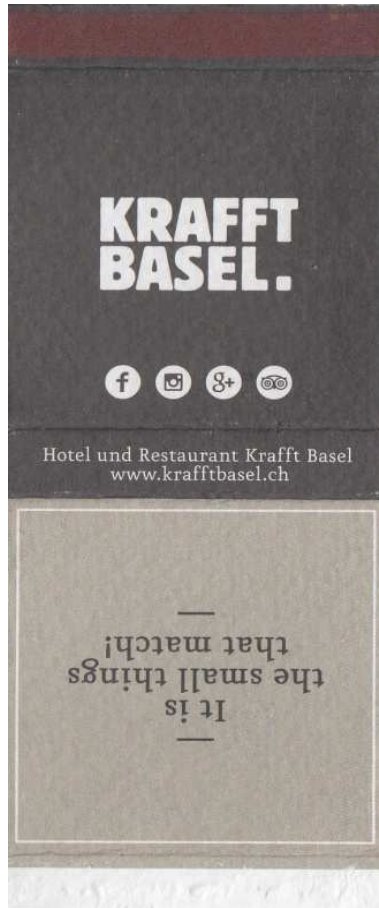 KRAFFT
BASEL.
Hotel und Restaurant Krafft Basel
www.krafftbasel.ch
It is
the small things
that match!